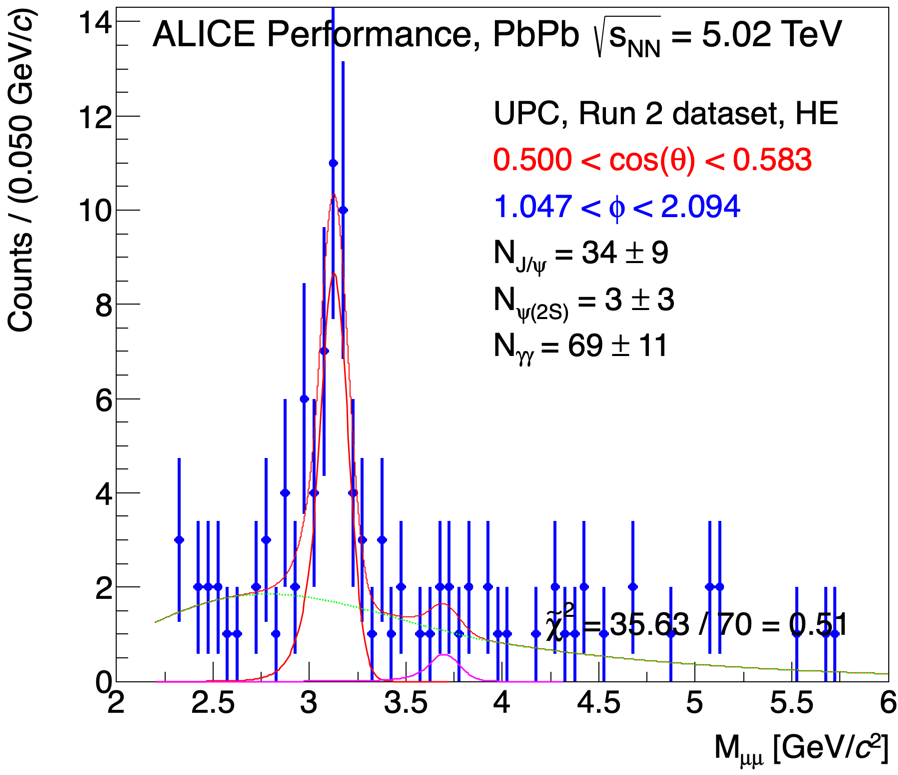 ALICE Performance, PbPb √sNN = 5.02 TeV
UPC, Run 2 dataset, HE
0.500 < cos(θ) < 0.583
1.047 < ϕ < 2.094
NJ/ψ = 34 ± 9
Nψ(2S) = 3 ± 3
Nγγ = 69 ± 11
χ̃² = 35.63 / 70 = 0.51
Counts / (0.050 GeV/c)
14
12
10
8
6
4
2
0
2 2.5 3 3.5 4 4.5 5 5.5 6
Mμμ [GeV/c²]